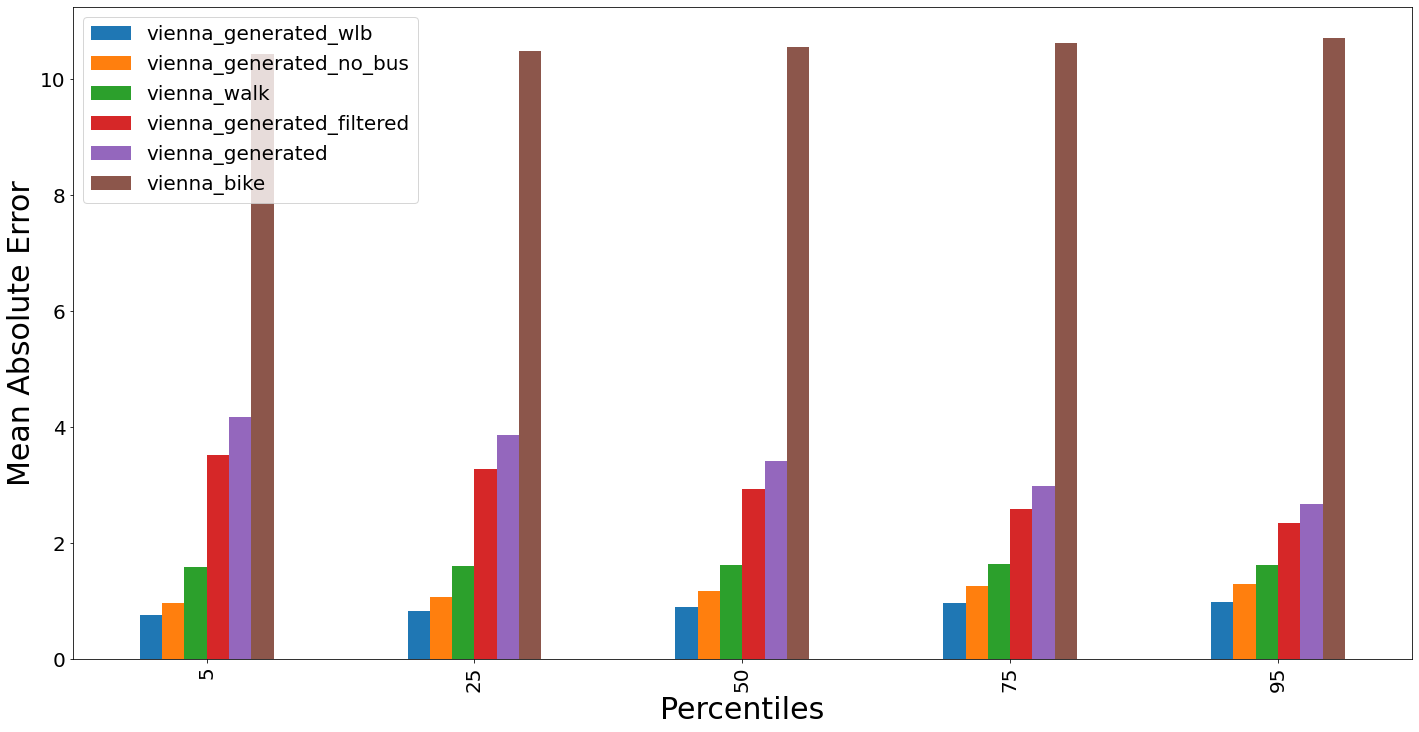 vienna_generated_wlb
vienna_generated_no_bus
vienna_walk
vienna_generated_filtered
vienna_generated
vienna_bike
Mean Absolute Error
10
8
6
4
2
0
5
25
50
75
95
Percentiles